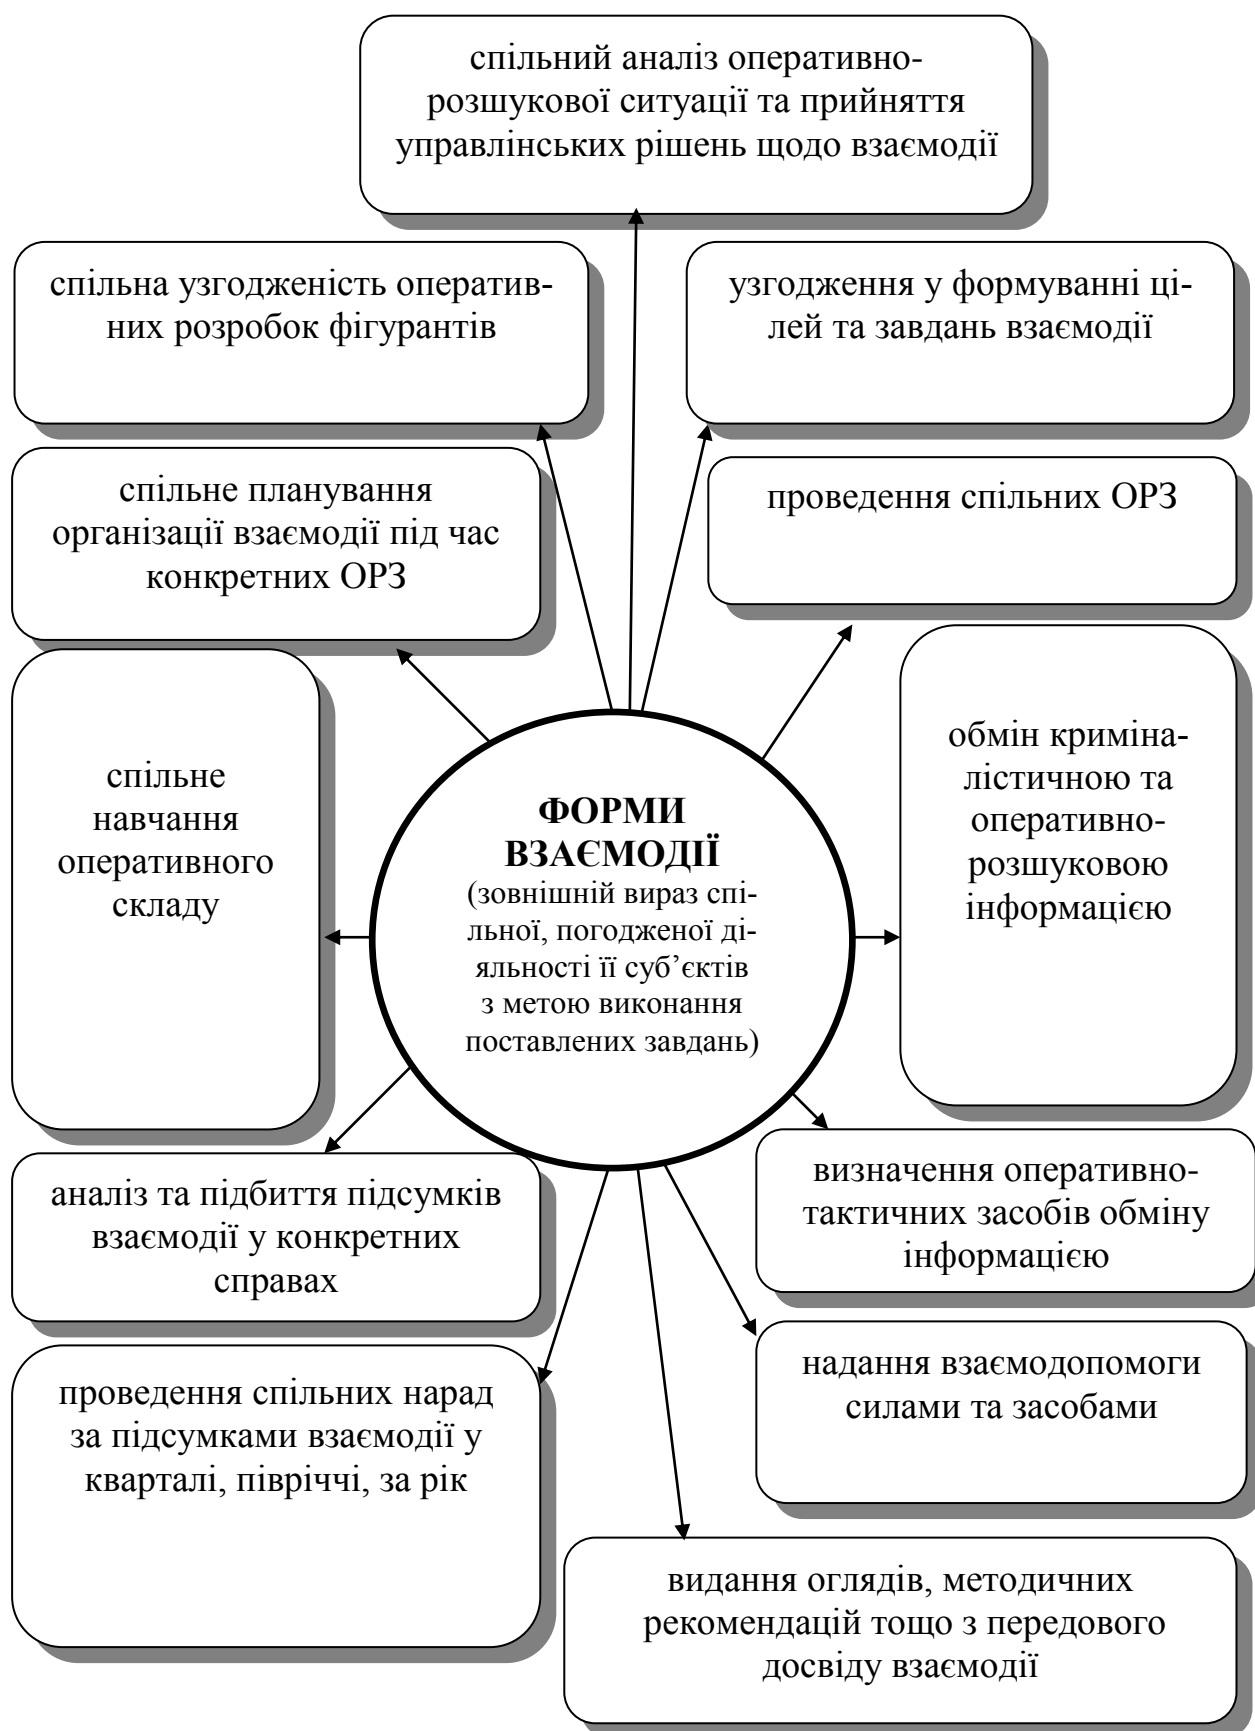 спільний аналіз оперативно-
розшукової ситуації та прийняття
управлінських рішень щодо взаємодії
спільна узгодженість оператив-
них розробок фігурантів
узгодження у формуванні ці-
лей та завдань взаємодії
спільне планування
організації взаємодії під час
конкретних ОРЗ
проведення спільних ОРЗ
спільне
навчання
оперативного
складу
обмін криміна-
лістичною та
оперативно-
розшуковою
інформацією
ФОРМИ
ВЗАЄМОДІЇ
(зовнішній вираз спі-
льної, погодженої ді-
яльності її суб’єктів
з метою виконання
поставлених завдань)
аналіз та підбиття підсумків
взаємодії у конкретних
справах
визначення оперативно-
тактичних засобів обміну
інформацією
проведення спільних нарад
за підсумками взаємодії у
кварталі, півріччі, за рік
надання взаємодопомоги
силами та засобами
видання оглядів, методичних
рекомендацій тощо з передового
досвіду взаємодії